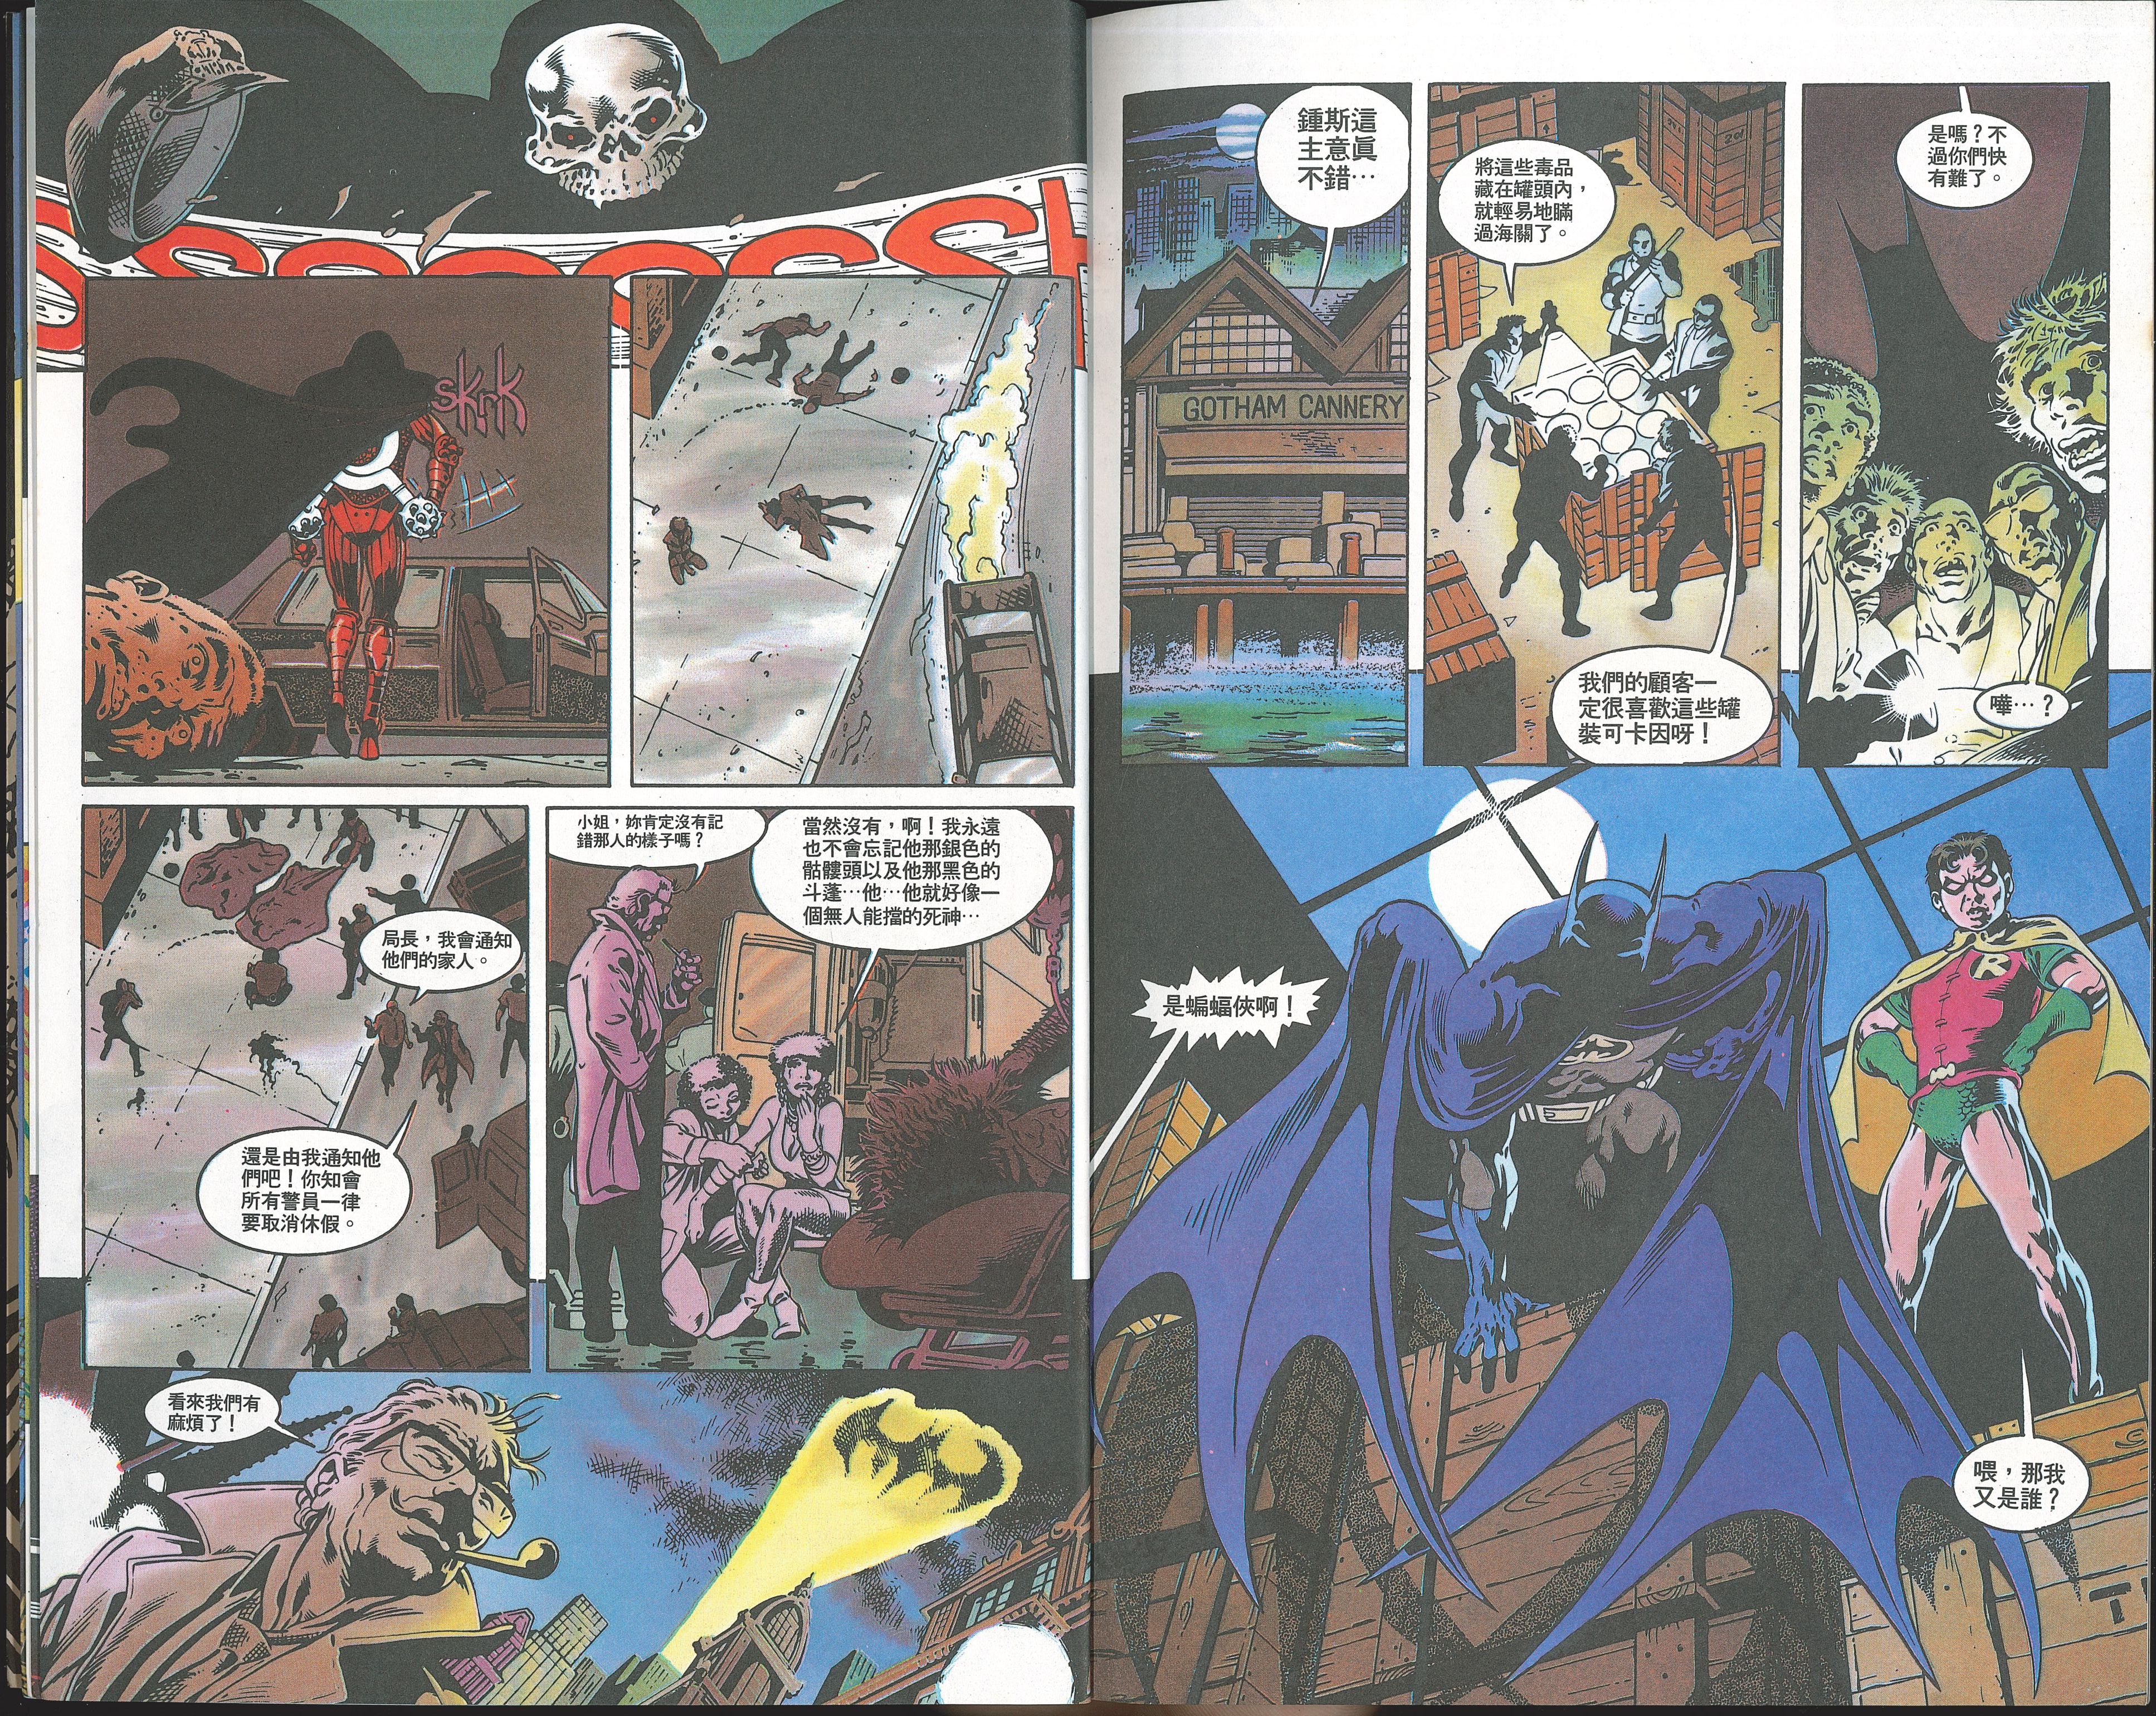 skrk
小姐，妳肯定沒有記
錯那人的樣子嗎？
當然沒有，啊！我永遠
也不會忘記他那銀色的
骷髏頭以及他那黑色的
斗蓬…他…他就好像一
個無人能擋的死神…
局長，我會通知
他們的家人。
還是由我通知他
們吧！你知會
所有警員一律
要取消休假。
看來我們有
麻煩了！
鍾斯這
主意眞
不錯…
GOTHAM CANNERY
將這些毒品
藏在罐頭內，
就輕易地瞞
過海關了。
201
我們的顧客一
定很喜歡這些罐
裝可卡因呀！
是嗎？不
過你們快
有難了。
嘩…？
是蝙蝠俠啊！
R
喂，那我
又是誰？